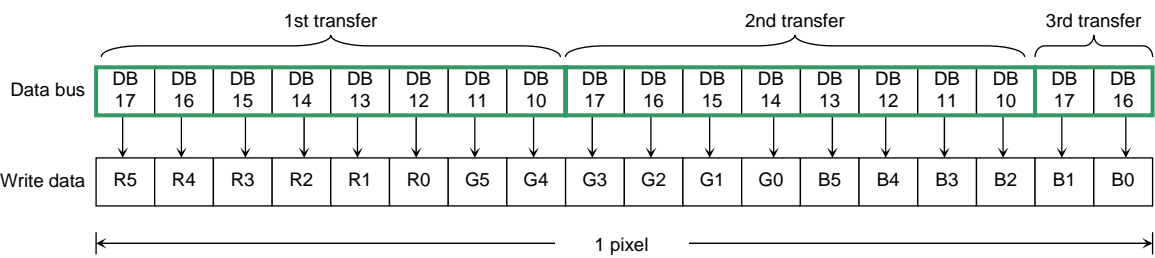 1st transfer 2nd transfer 3rd transfer
Data bus DB 17 DB 16 DB 15 DB 14 DB 13 DB 12 DB 11 DB 10 DB 17 DB 16 DB 15 DB 14 DB 13 DB 12 DB 11 DB 10 DB 17 DB 16
Write data R5 R4 R3 R2 R1 R0 G5 G4 G3 G2 G1 G0 B5 B4 B3 B2 B1 B0
1 pixel